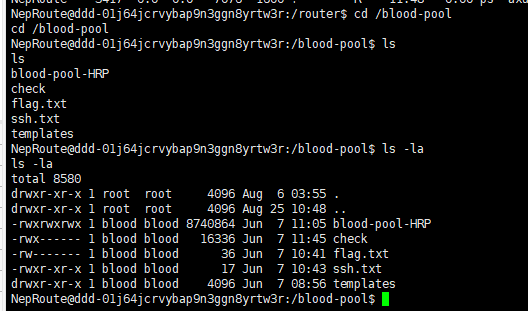 NepRoute@ddd-01j64jcrvybap9n3ggn8yrtw3r:/router$ cd /blood-pool
cd /blood-pool
NepRoute@ddd-01j64jcrvybap9n3ggn8yrtw3r:/blood-pool$ ls
ls
blood-pool-HRP
check
flag.txt
ssh.txt
templates
NepRoute@ddd-01j64jcrvybap9n3ggn8yrtw3r:/blood-pool$ ls -la
ls -la
total 8580
drwxr-xr-x 1 root  root     4096 Aug  6 03:55 .
drwxr-xr-x 1 root  root     4096 Aug 25 10:48 ..
-rwxrwxrwx 1 blood blood 8740864 Jun  7 11:05 blood-pool-HRP
-rwx------ 1 blood blood   16336 Jun  7 11:45 check
-rw------- 1 blood blood      36 Jun  7 10:41 flag.txt
-rwxr-xr-x 1 blood blood      17 Jun  7 10:43 ssh.txt
drwxr-xr-x 1 blood blood    4096 Jun  7 08:56 templates
NepRoute@ddd-01j64jcrvybap9n3ggn8yrtw3r:/blood-pool$